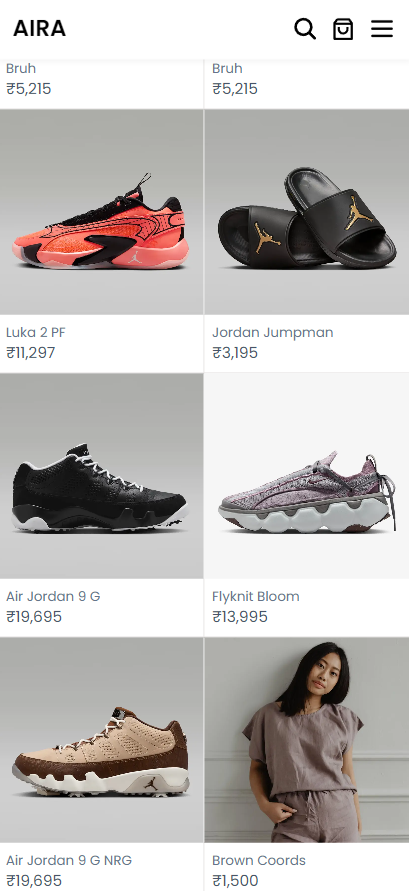 AIRA
Bruh
Bruh
₹5,215
₹5,215
Luka 2 PF
Jordan Jumpman
₹11,297
₹3,195
Air Jordan 9 G
Flyknit Bloom
₹19,695
₹13,995
Air Jordan 9 G NRG
Brown Coords
₹19,695
₹1,500